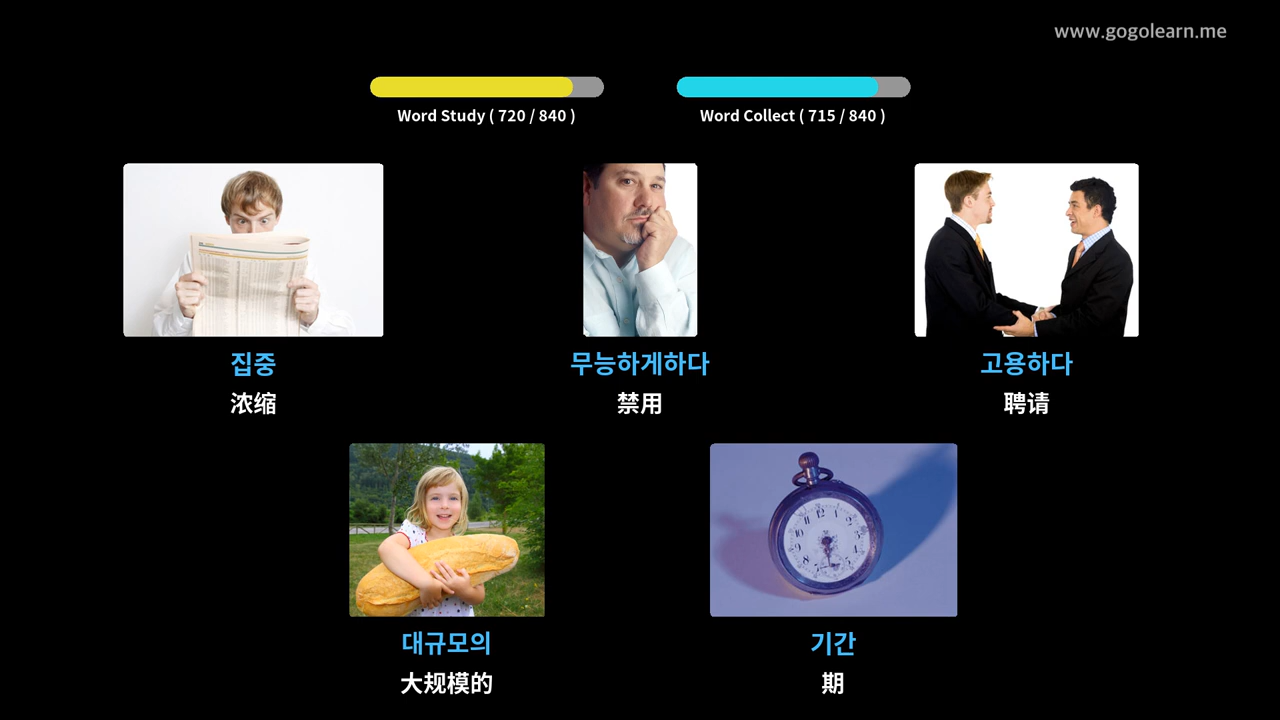 www.gogolearn.me
Word Study ( 720 / 840 )
Word Collect ( 715 / 840 )
집중
浓缩
무능하게하다
禁用
고용하다
聘请
대규모의
大规模的
기간
期